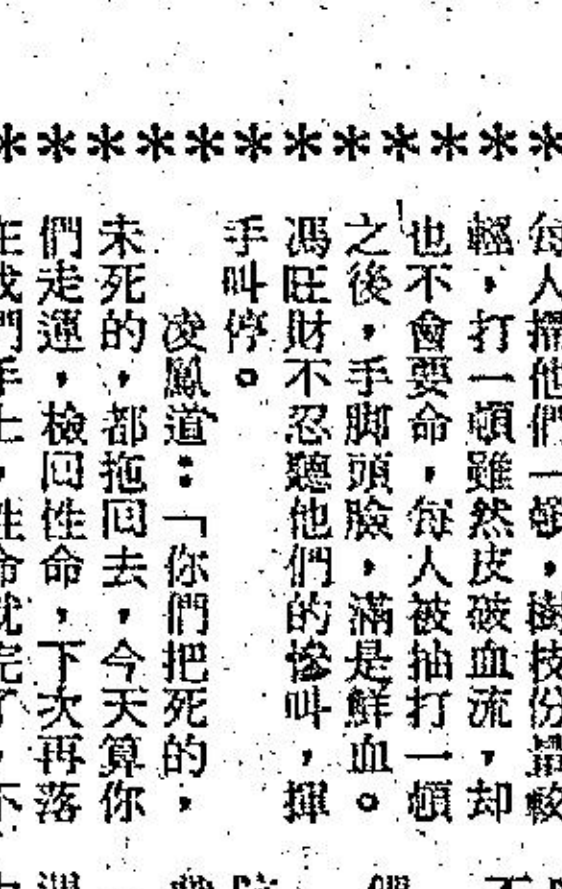 ************
每人揮他們一頓，樹枝份量較
輕，打一頓雖然皮破血流，却
也不會要命，每人被抽打一頓
之後，手脚頭臉，滿是鮮血。
馮旺財不忍聽他們的慘叫，揮
手叫停。
凌鳳道：「你們把死的，
未死的，都拖回去，今天算你
們走運，檢回性命，下次再落
在我們手上，性命就完了，不